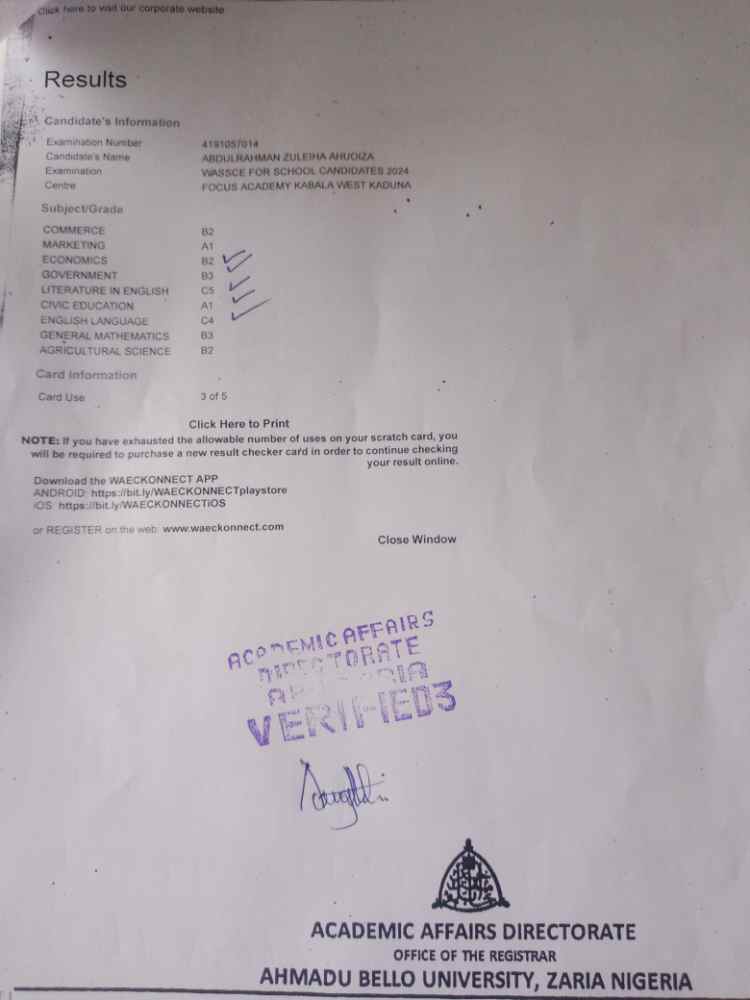 Click here to visit our corporate website
Results
Candidate's Information
Examination Number 4191057014
Candidate's Name ABDULRAHMAN ZULEIHA AHUOIZA
Examination WASSCE FOR SCHOOL CANDIDATES 2024
Centre FOCUS ACADEMY KABALA WEST KADUNA
Subject/Grade
COMMERCE B2
MARKETING A1
ECONOMICS B2
GOVERNMENT B3
LITERATURE IN ENGLISH C5
CIVIC EDUCATION A1
ENGLISH LANGUAGE C4
GENERAL MATHEMATICS B3
AGRICULTURAL SCIENCE B2
Card Information
Card Use 3 of 5
Click Here to Print
NOTE: If you have exhausted the allowable number of uses on your scratch card, you
will be required to purchase a new result checker card in order to continue checking
your result online.
Download the WAECKONNECT APP
ANDROID: https://bit.ly/WAECKONNECTplaystore
iOS: https://bit.ly/WAECKONNECTiOS
or REGISTER on the web: www.waeckonnect.com
Close Window
ACADEMIC AFFAIRS
DIRECTORATE
VERIFIED3
ACADEMIC AFFAIRS DIRECTORATE
OFFICE OF THE REGISTRAR
AHMADU BELLO UNIVERSITY, ZARIA NIGERIA